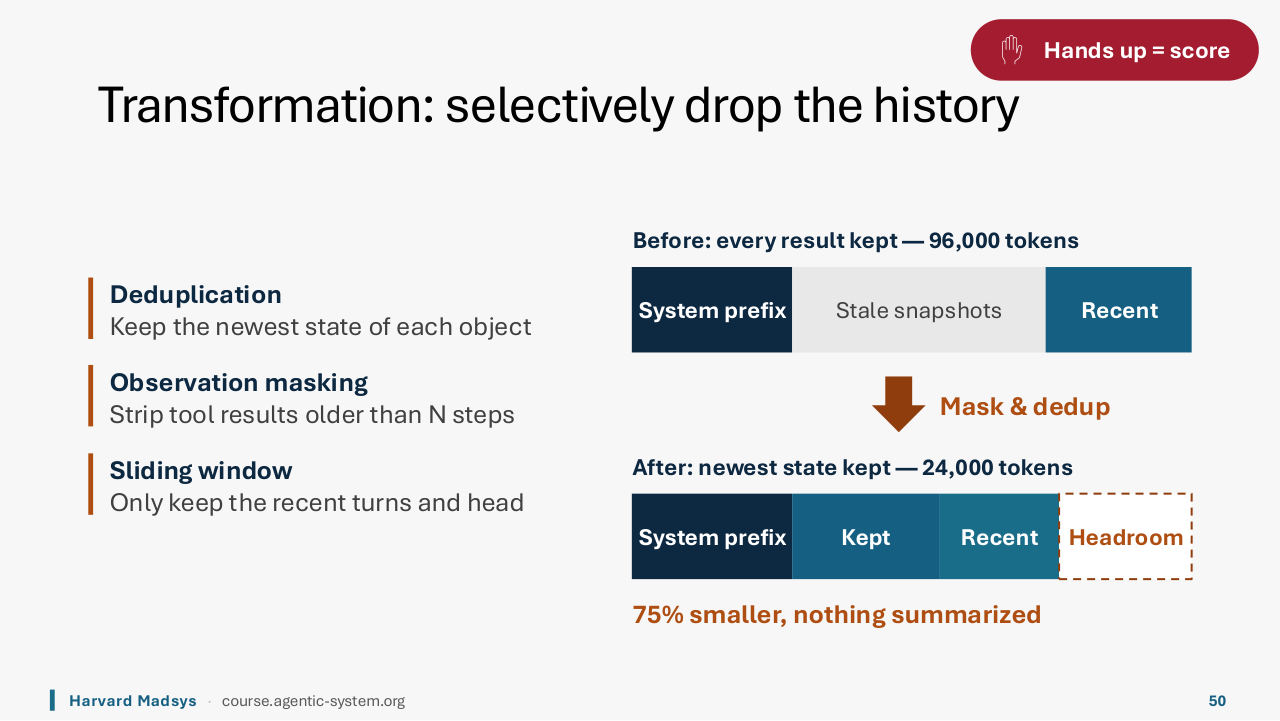 Hands up = score
Transformation: selectively drop the history
Deduplication
Keep the newest state of each object
Observation masking
Strip tool results older than N steps
Sliding window
Only keep the recent turns and head
Before: every result kept — 96,000 tokens
System prefix
Stale snapshots
Recent
Mask & dedup
After: newest state kept — 24,000 tokens
System prefix
Kept
Recent
Headroom
75% smaller, nothing summarized
Harvard Madsys · course.agentic-system.org
50